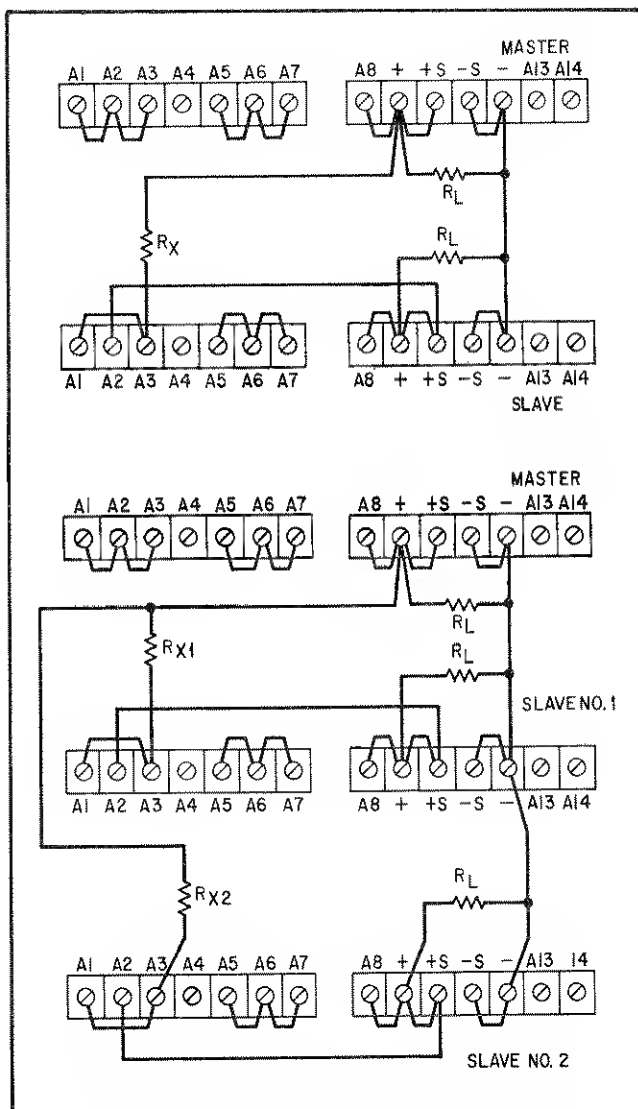 MASTER
A1 A2 A3 A4 A5 A6 A7 A8 + +S -S - A13 A14
RL
RX
RL
A1 A2 A3 A4 A5 A6 A7 A8 + +S -S - A13 A14
SLAVE
MASTER
A1 A2 A3 A4 A5 A6 A7 A8 + +S -S - A13 A14
RL
RX1
RL
SLAVE NO. 1
A1 A2 A3 A4 A5 A6 A7 A8 + +S -S - A13 A14
RL
RX2
A1 A2 A3 A4 A5 A6 A7 A8 + +S -S - A13 14
SLAVE NO. 2